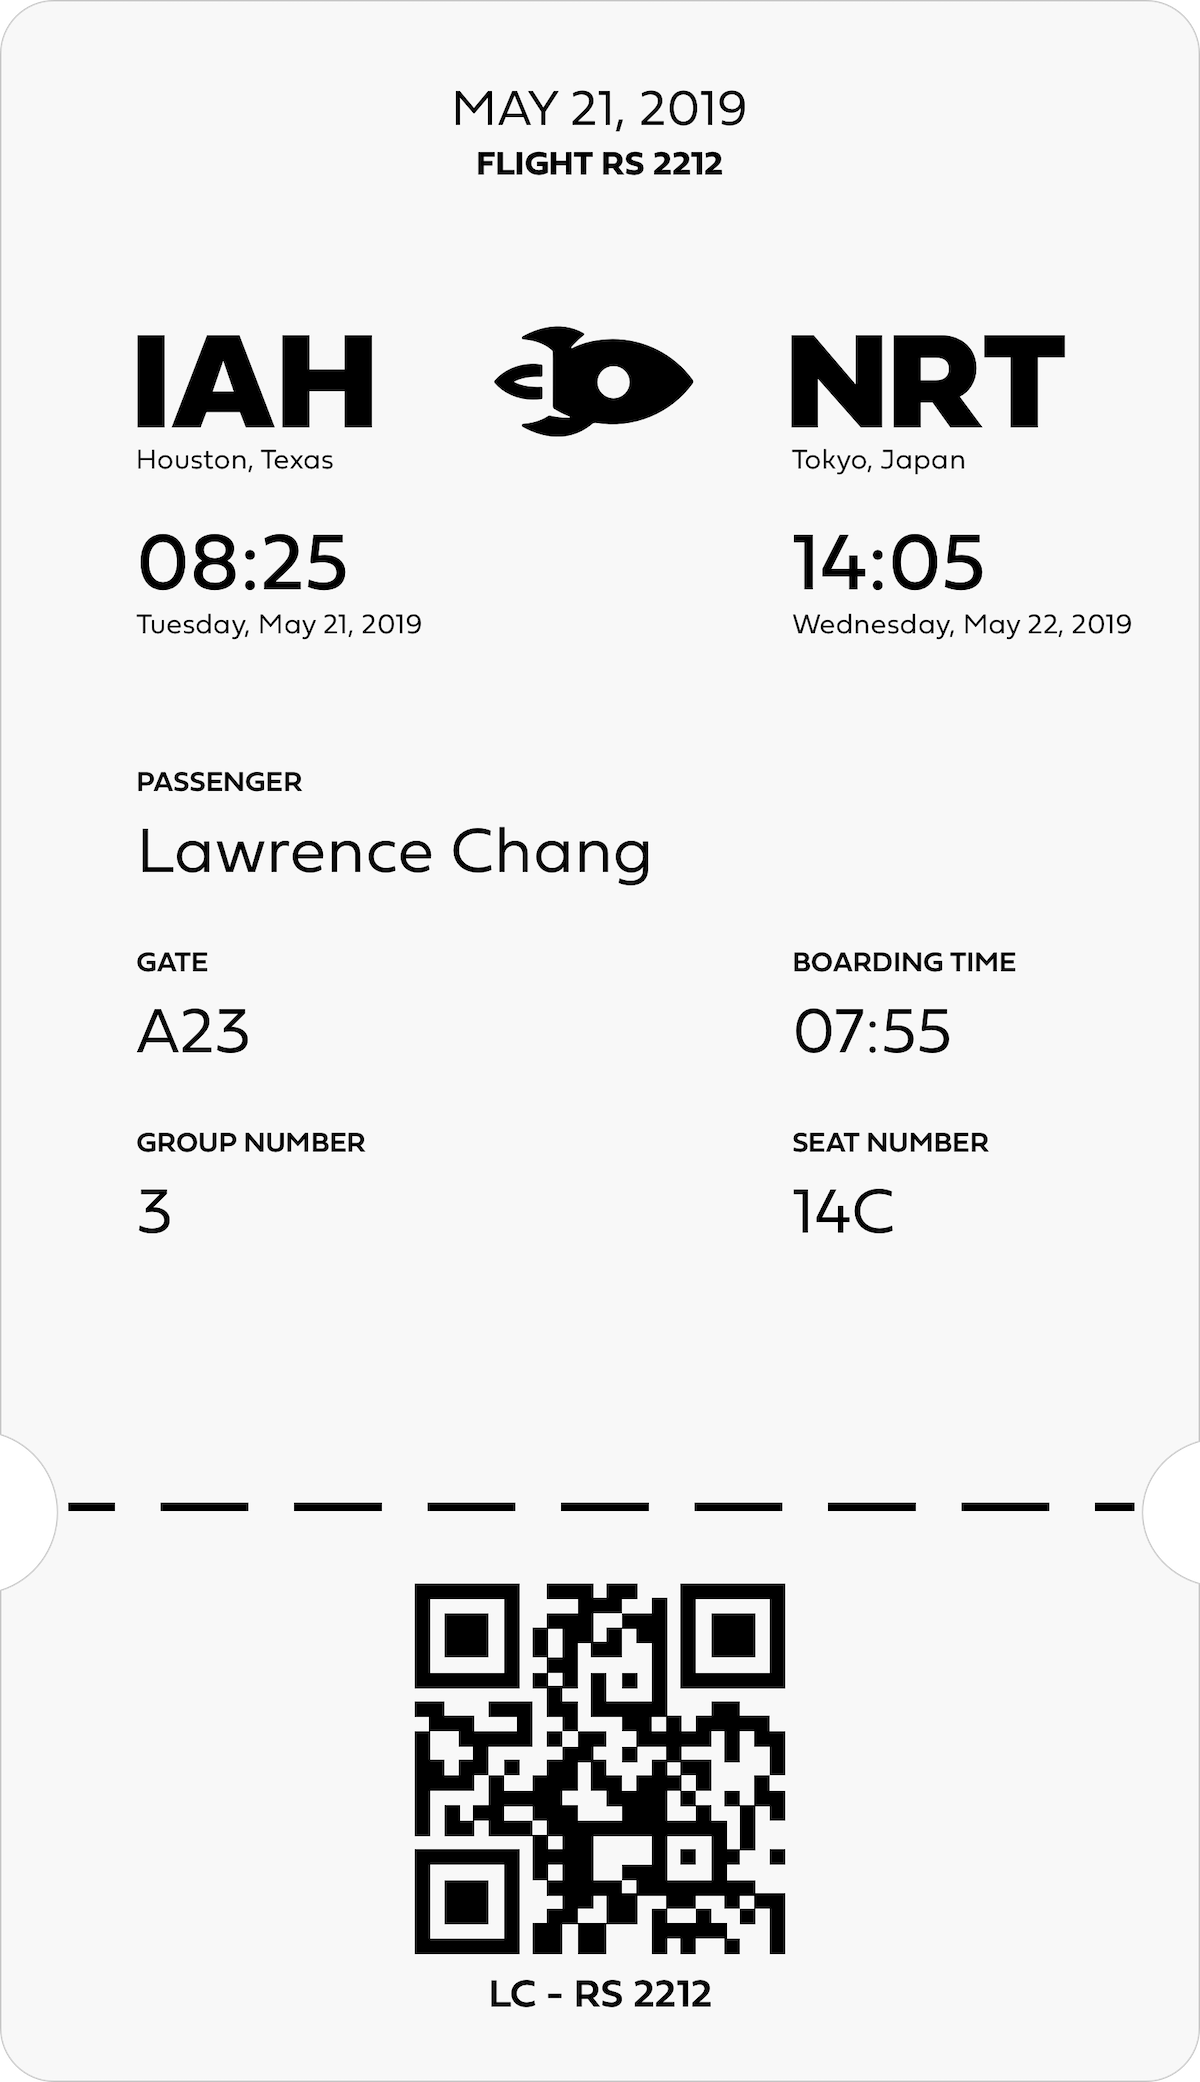 MAY 21, 2019
FLIGHT RS 2212
IAH NRT
Houston, Texas Tokyo, Japan
08:25 14:05
Tuesday, May 21, 2019 Wednesday, May 22, 2019
PASSENGER
Lawrence Chang
GATE BOARDING TIME
A23 07:55
GROUP NUMBER SEAT NUMBER
3 14C
LC - RS 2212